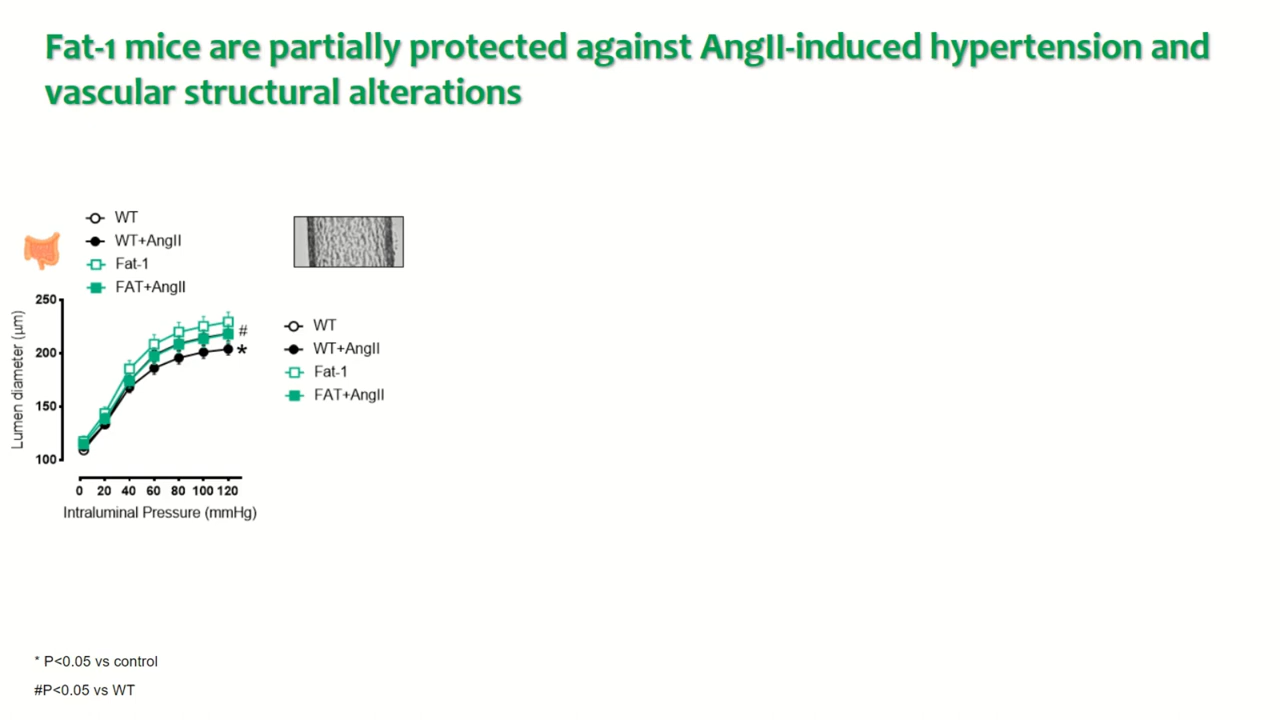 Fat-1 mice are partially protected against AngII-induced hypertension and
vascular structural alterations
WT
WT+AngII
Fat-1
FAT+AngII
250
200
150
100
Lumen diameter (µm)
#
*
0 20 40 60 80 100 120
Intraluminal Pressure (mmHg)
WT
WT+AngII
Fat-1
FAT+AngII
* P<0.05 vs control
#P<0.05 vs WT